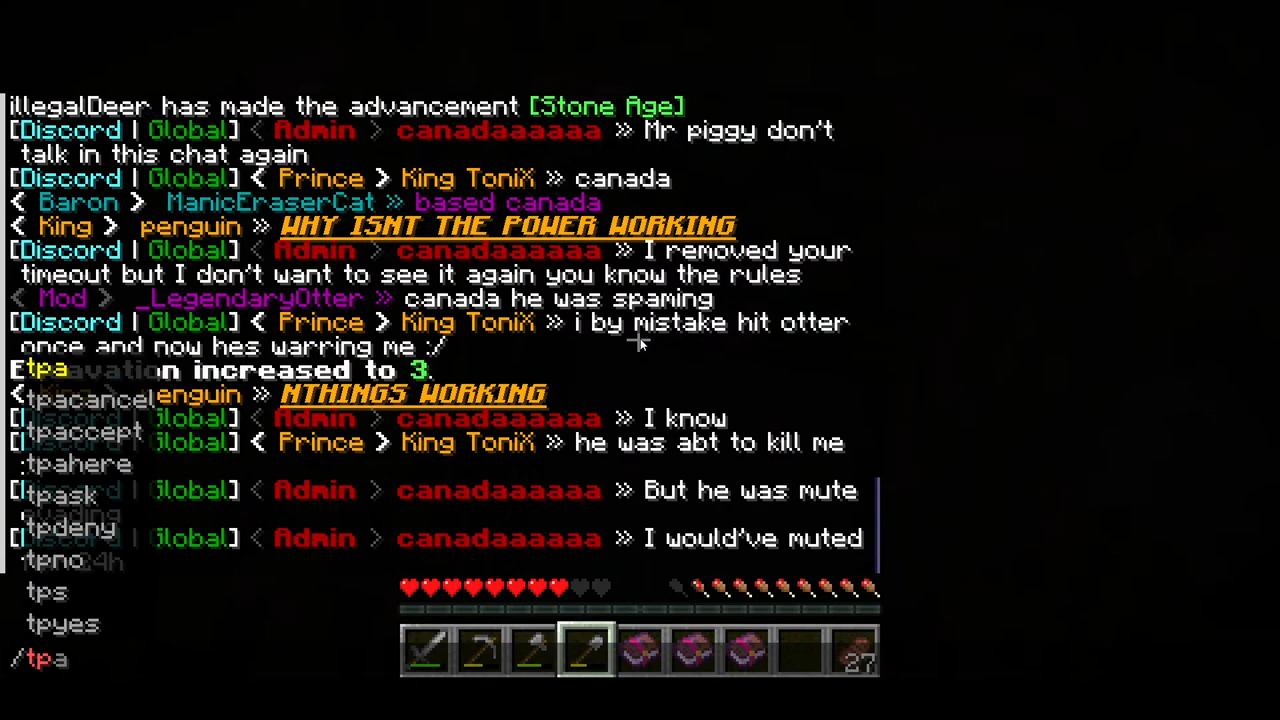 illegalDeer has made the advancement [Stone Age]
[Discord | Global] < Admin > canadaaaaaa » Mr piggy don't
talk in this chat again
[Discord | Global] < Prince > King ToniX » canada
< Baron > ManicEraserCat » based canada
< King > penguin » WHY ISNT THE POWER WORKING
[Discord | Global] < Admin > canadaaaaaa » I removed your
timeout but I don't want to see it again you know the rules
< Mod > _LegendaryOtter » canada he was spaming
[Discord | Global] < Prince > King ToniX » i by mistake hit otter
once and now hes warring me :/
increased to 3.
penguin » NTHINGS WORKING
Global] < Admin > canadaaaaaa » I know
Global] < Prince > King ToniX » he was abt to kill me
Global] < Admin > canadaaaaaa » But he was mute
Global] < Admin > canadaaaaaa » I would've muted
24h
tpa
tpacancel
tpaccept
tpahere
tpask
tpdeny
tpno
tps
tpyes
/tpa
27